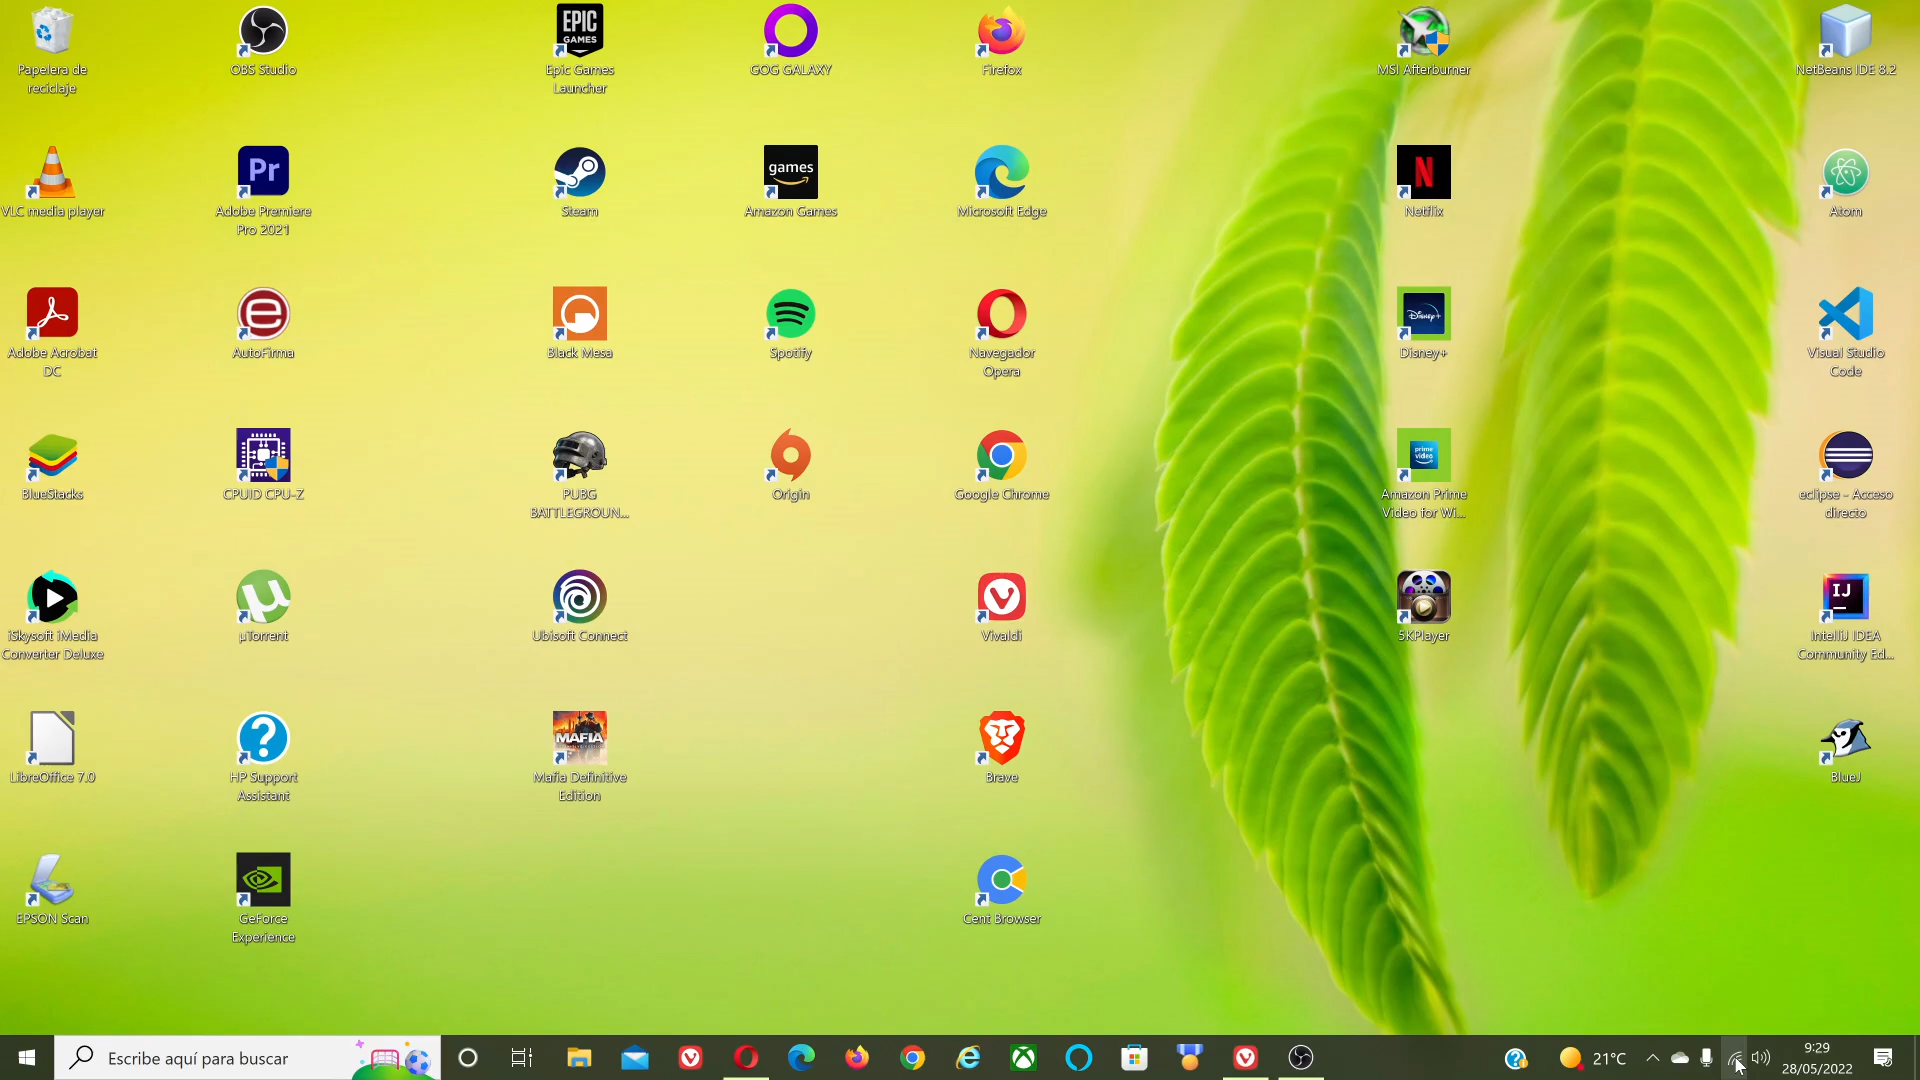 Papelera de
reciclaje
OBS Studio
EPIC
GAMES
Epic Games
Launcher
GOG GALAXY
Firefox
MSI Afterburner
NetBeans IDE 8.2
VLC media player
Pr
Adobe Premiere
Pro 2021
Steam
games
Amazon Games
Microsoft Edge
N
Netflix
Atom
Adobe Acrobat
DC
e
AutoFirma
Black Mesa
Spotify
Navegador
Opera
Disney+
Disney+
Visual Studio
Code
BlueStacks
CPUID CPU-Z
PUBG
BATTLEGROUN...
Origin
Google Chrome
prime
video
Amazon Prime
Video for Wi...
eclipse - Acceso
directo
iSkysoft iMedia
Converter Deluxe
µ
µTorrent
Ubisoft Connect
Vivaldi
5KPlayer
IJ
IntelliJ IDEA
Community Ed...
LibreOffice 7.0
?
HP Support
Assistant
MAFIA
Mafia Definitive
Edition
Brave
BlueJ
EPSON Scan
GeForce
Experience
Cent Browser
Escribe aquí para buscar
21°C
9:29
28/05/2022